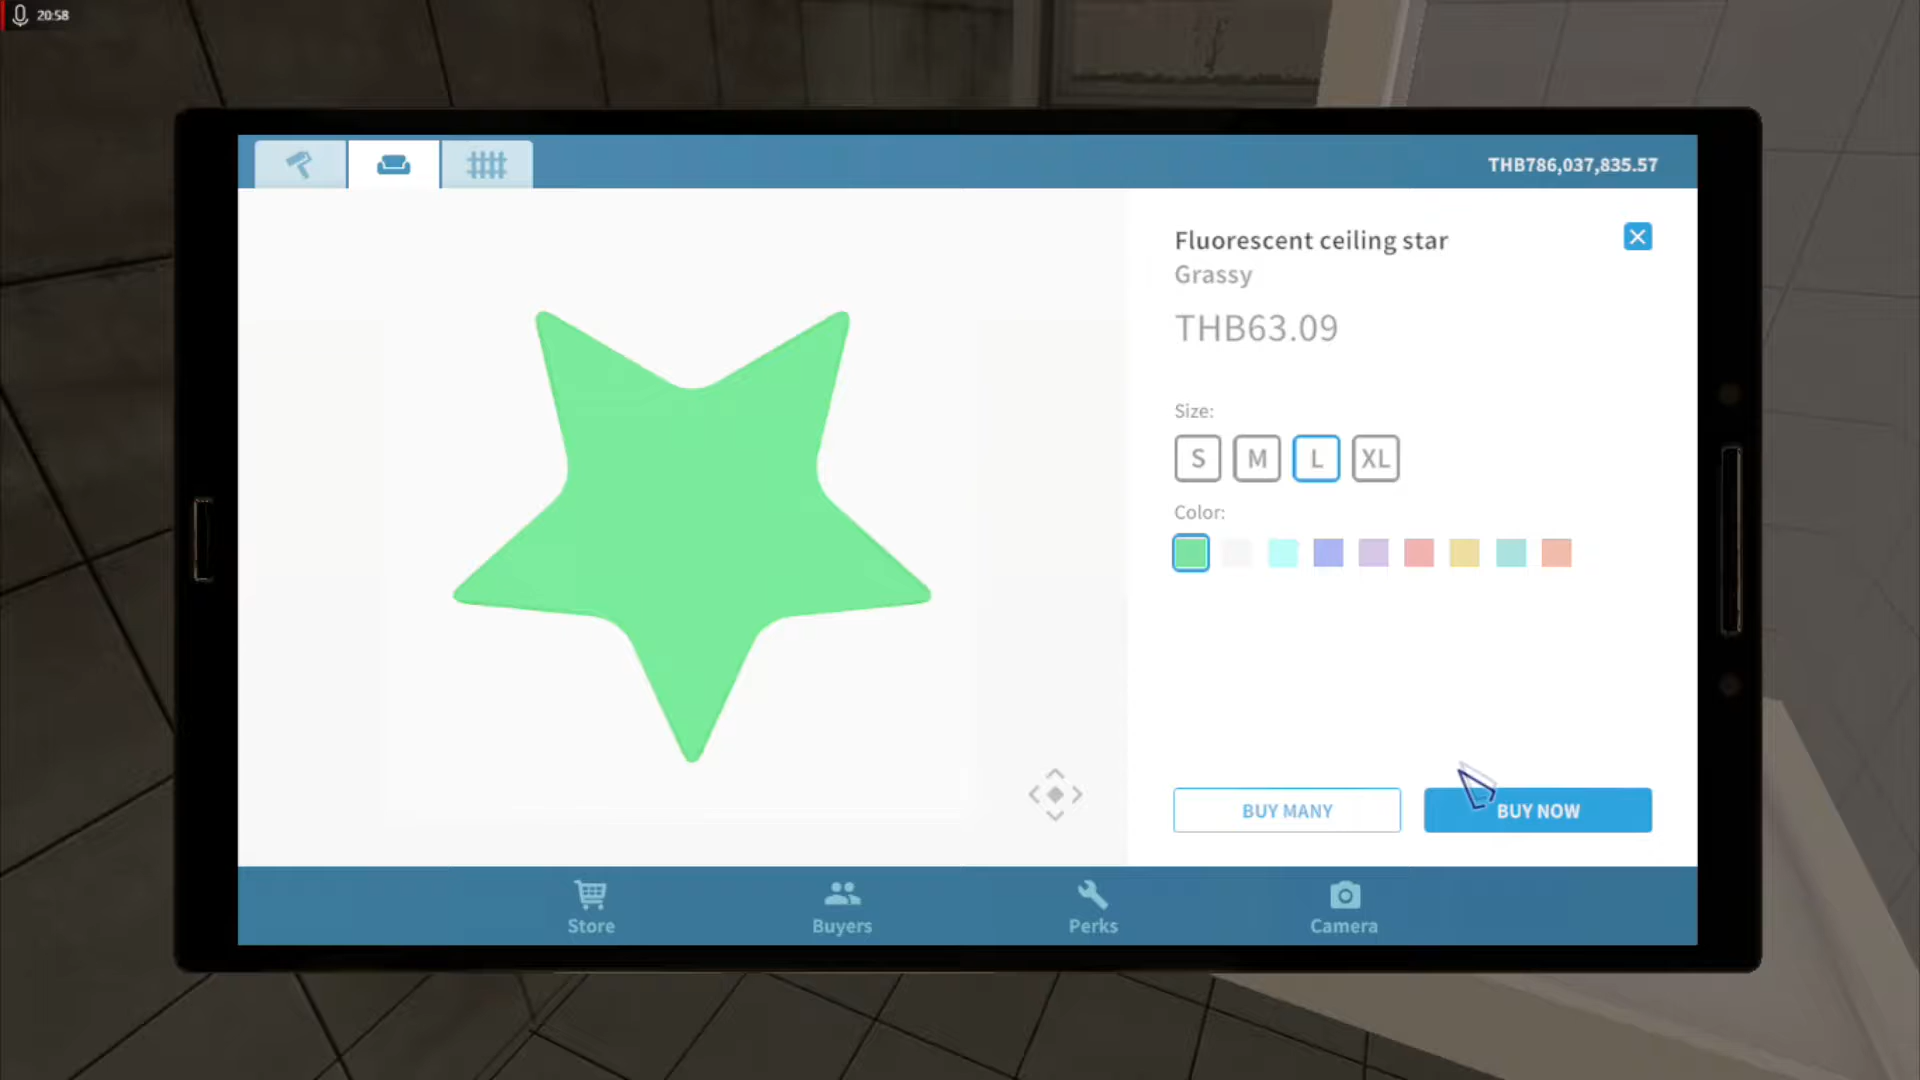 20:58
THB786,037,835.57
Fluorescent ceiling star
Grassy
THB63.09
Size:
S M L XL
Color:
BUY MANY BUY NOW
Store Buyers Perks Camera